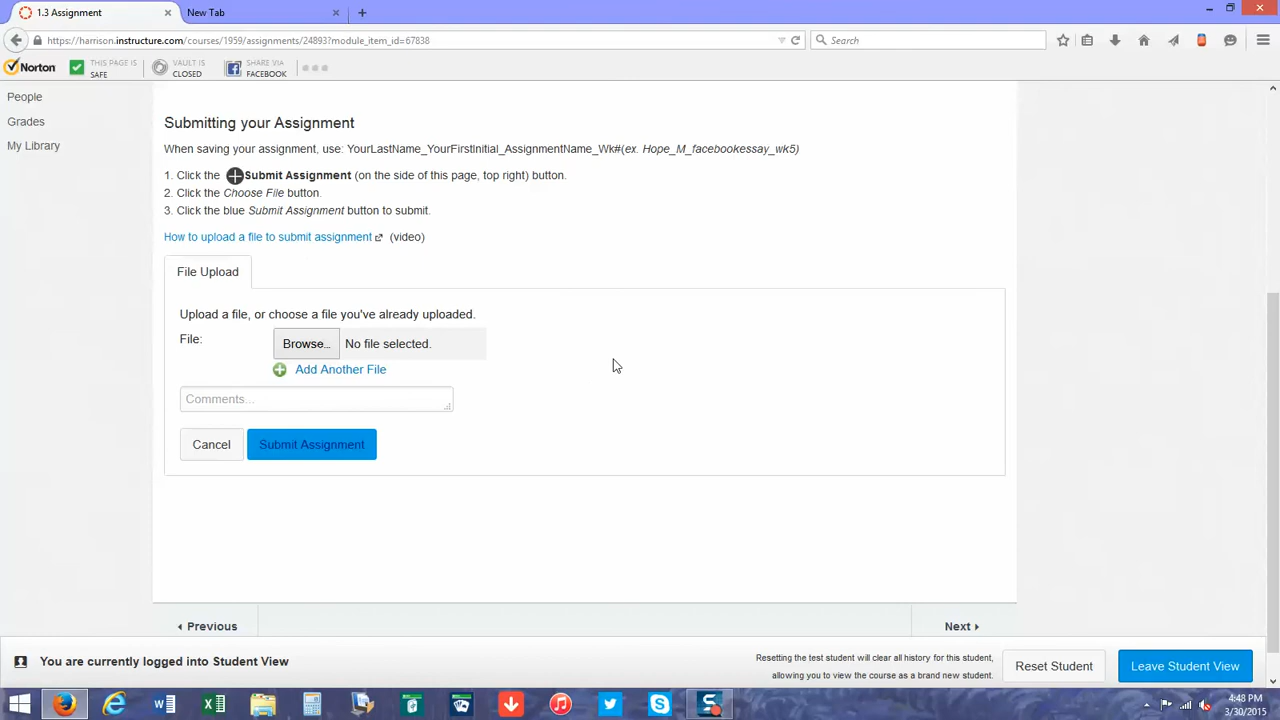 1.3 Assignment
New Tab
https://harrison.instructure.com/courses/1959/assignments/24893?module_item_id=67838
Search
Norton
THIS PAGE IS
SAFE
VAULT IS
CLOSED
SHARE VIA
FACEBOOK
People
Grades
My Library
Submitting your Assignment
When saving your assignment, use: YourLastName_YourFirstInitial_AssignmentName_Wk#(ex. Hope_M_facebookessay_wk5)
1. Click the Submit Assignment (on the side of this page, top right) button.
2. Click the Choose File button.
3. Click the blue Submit Assignment button to submit.
How to upload a file to submit assignment (video)
File Upload
Upload a file, or choose a file you've already uploaded.
File:
Browse... No file selected.
Add Another File
Comments...
Cancel
Submit Assignment
Previous
Next
You are currently logged into Student View
Resetting the test student will clear all history for this student,
allowing you to view the course as a brand new student.
Reset Student
Leave Student View
4:48 PM
3/30/2015